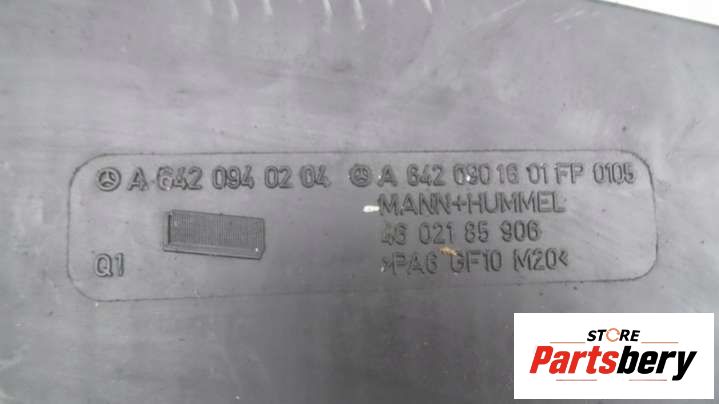 A 642 094 02 04 A 642 090 16 01 FP 0105
MANN+HUMMEL
46 021 85 906
Q1 >PA6 GF10 M20<
STORE
Partsbery